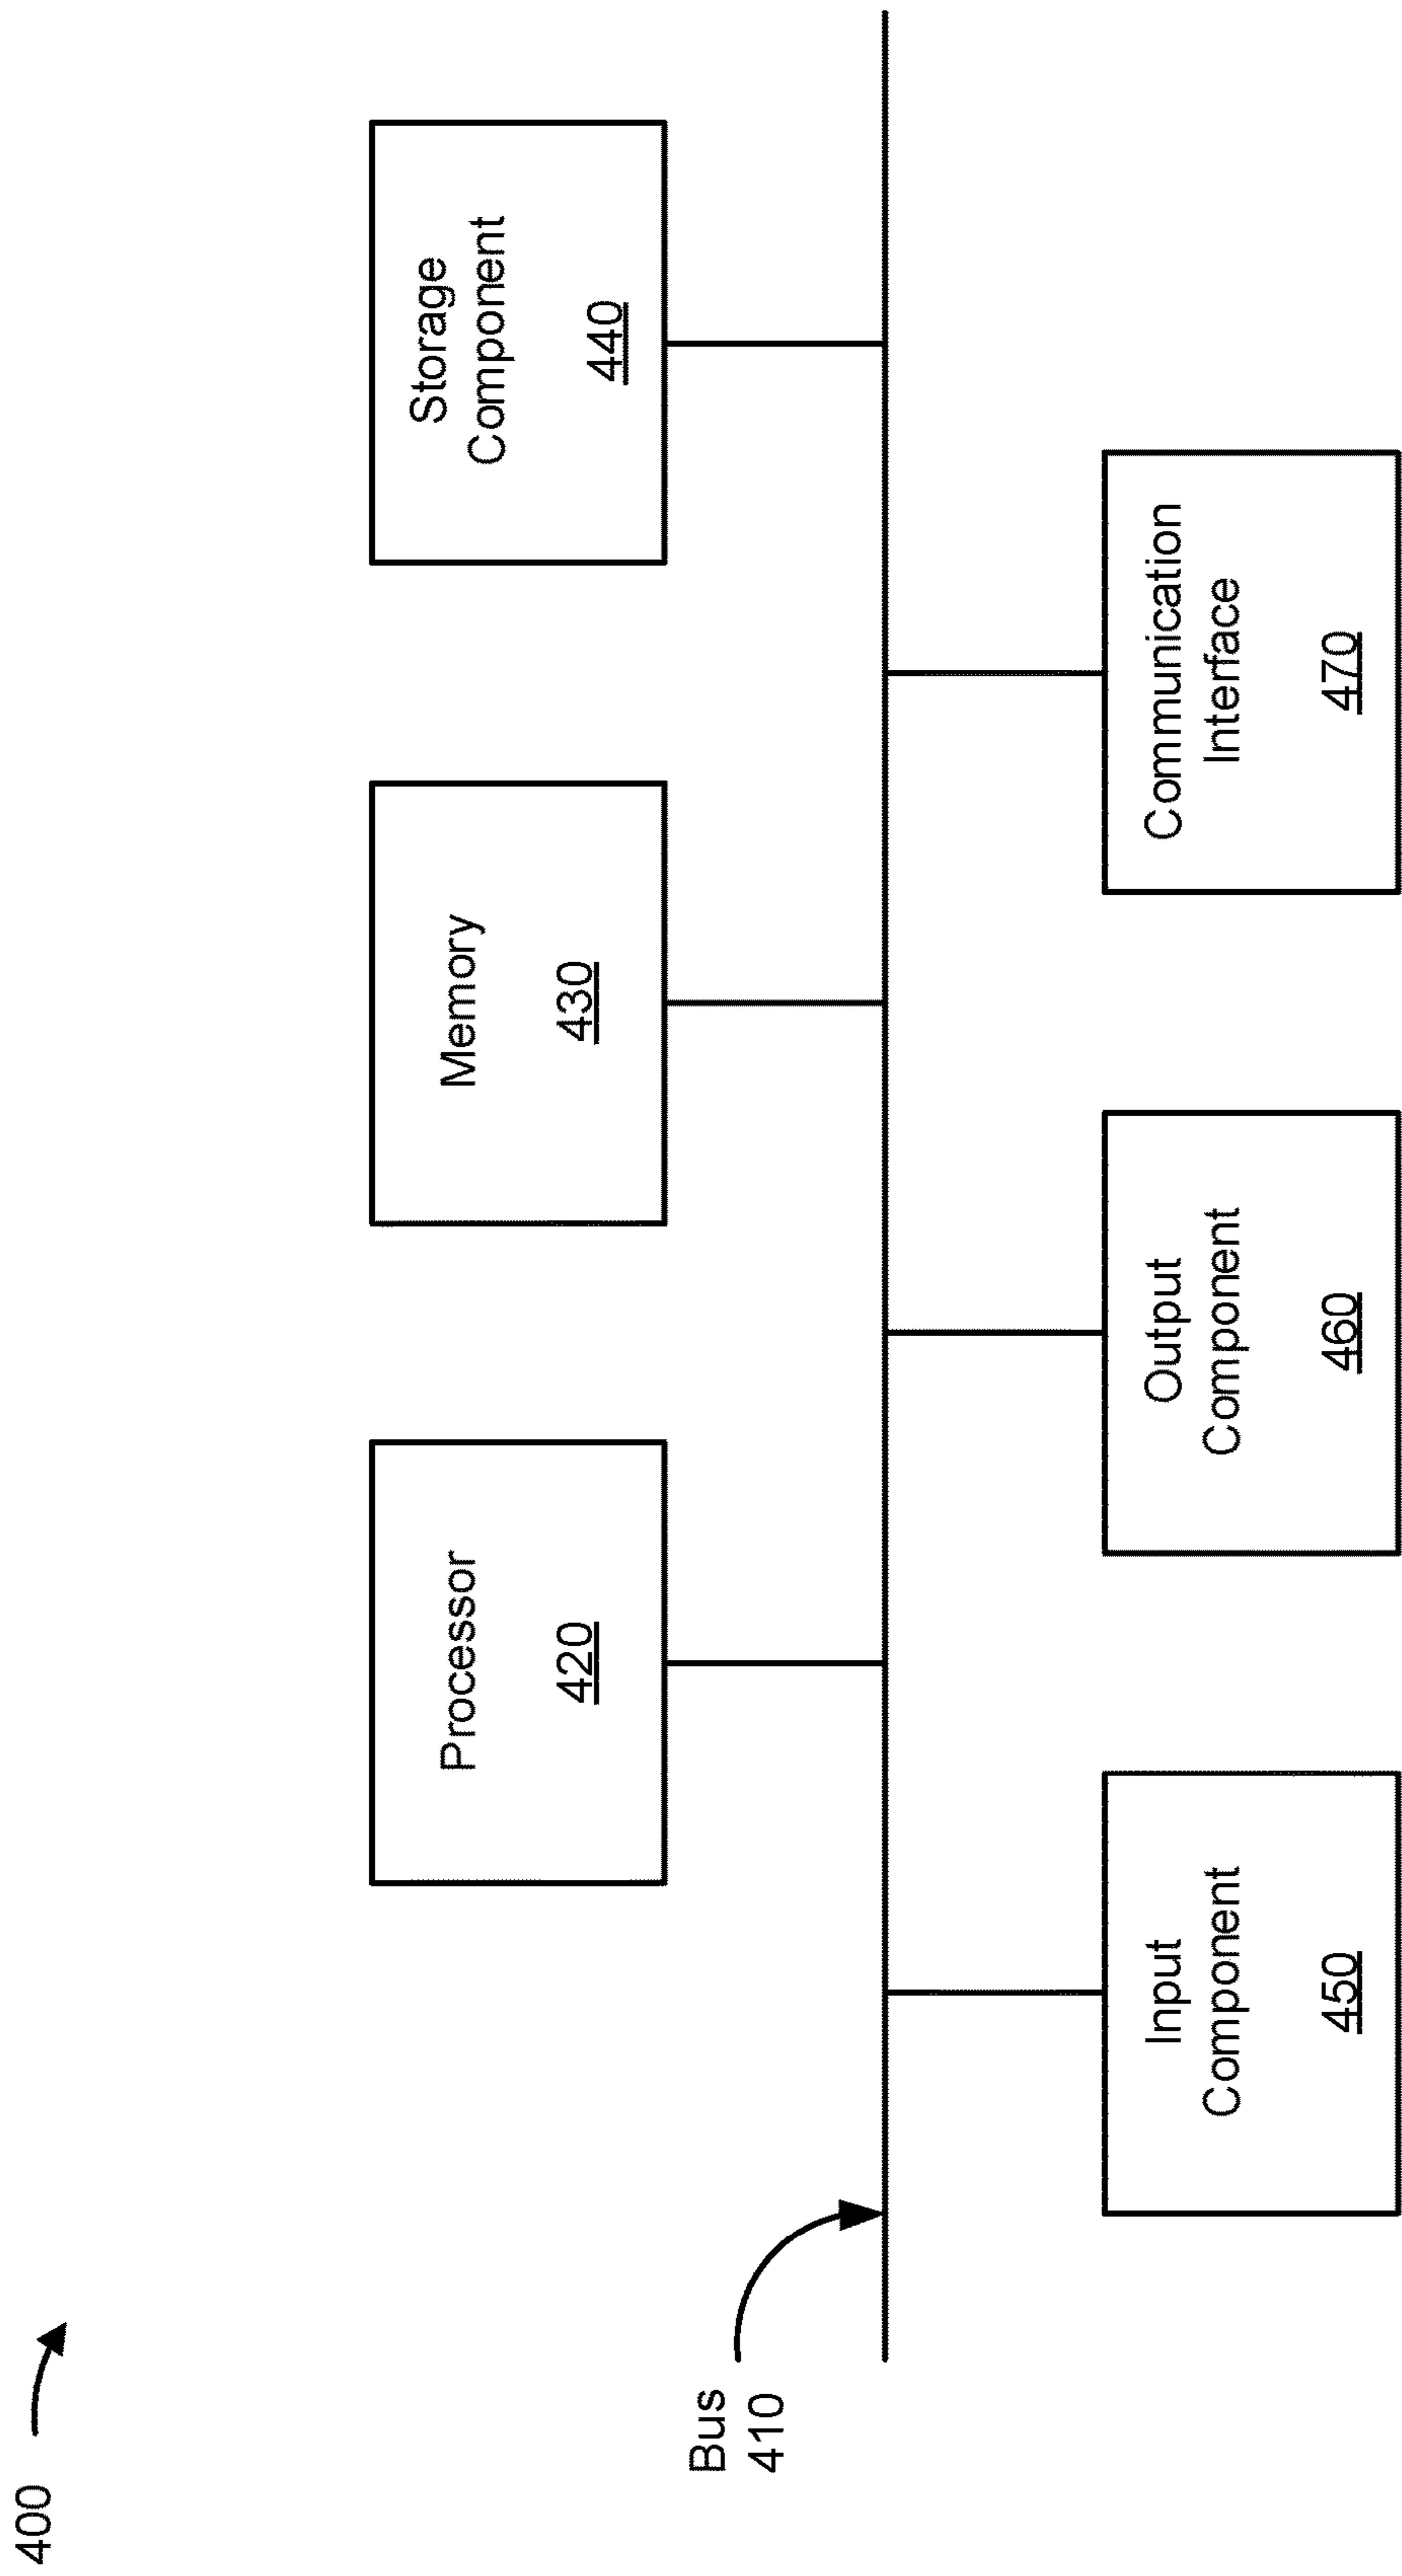 400
Bus
410
Processor
420
Memory
430
Storage
Component
440
Input
Component
450
Output
Component
460
Communication
Interface
470